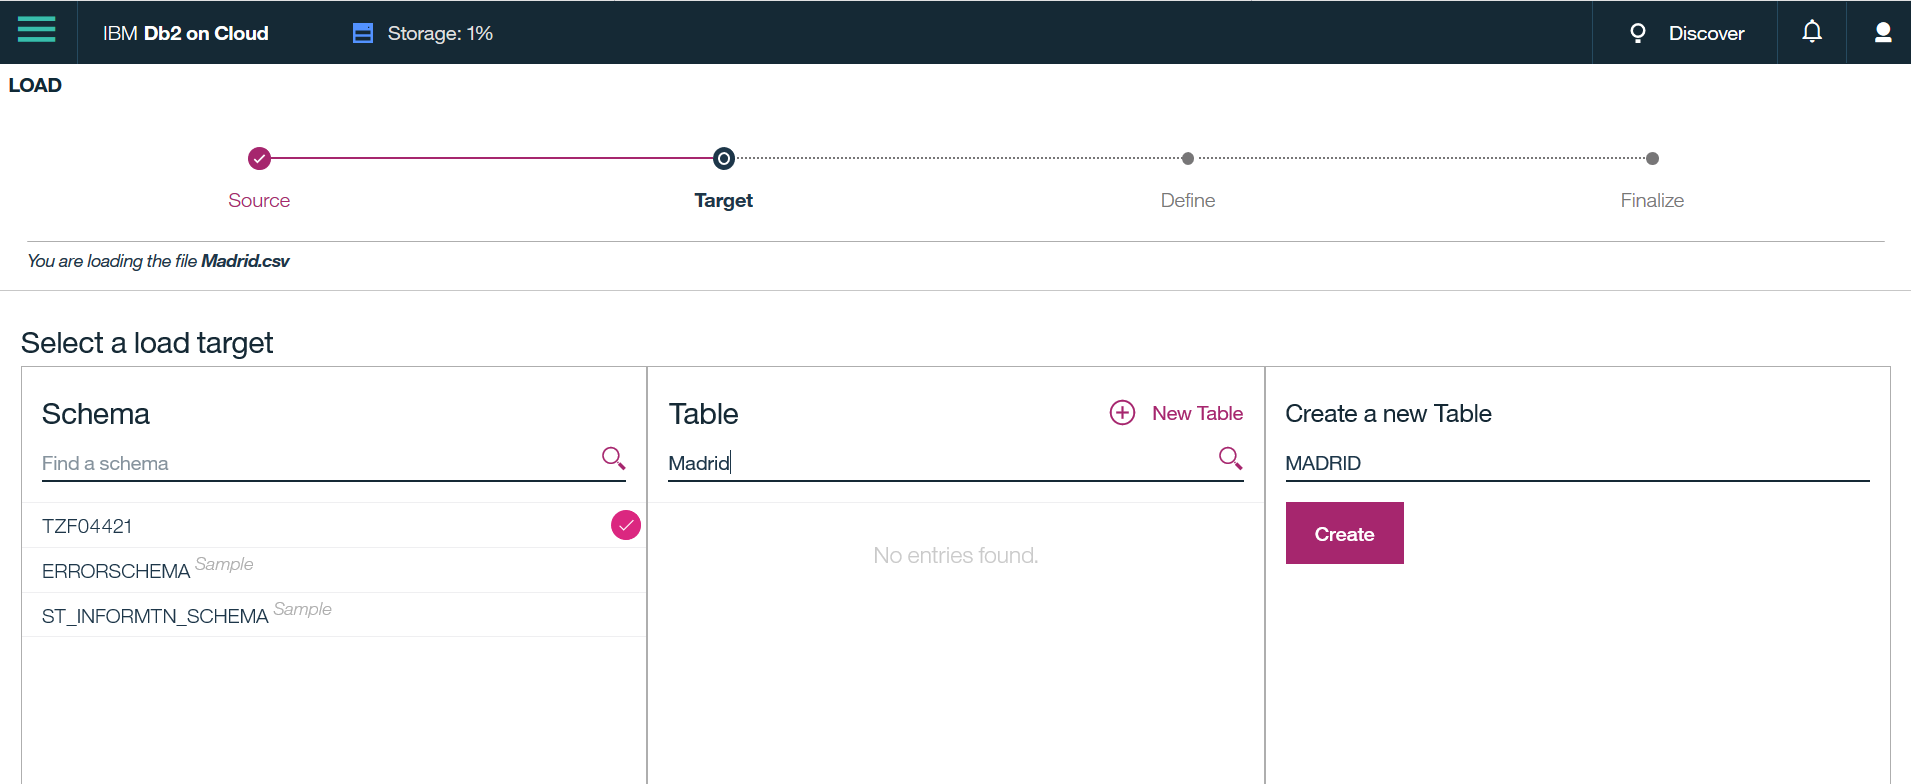 IBM Db2 on Cloud
Storage: 1%
Discover
LOAD
Source
Target
Define
Finalize
You are loading the file Madrid.csv
Select a load target
Schema
Find a schema
TZF04421
ERRORSCHEMA Sample
ST_INFORMTN_SCHEMA Sample
Table
New Table
Madrid
No entries found.
Create a new Table
MADRID
Create